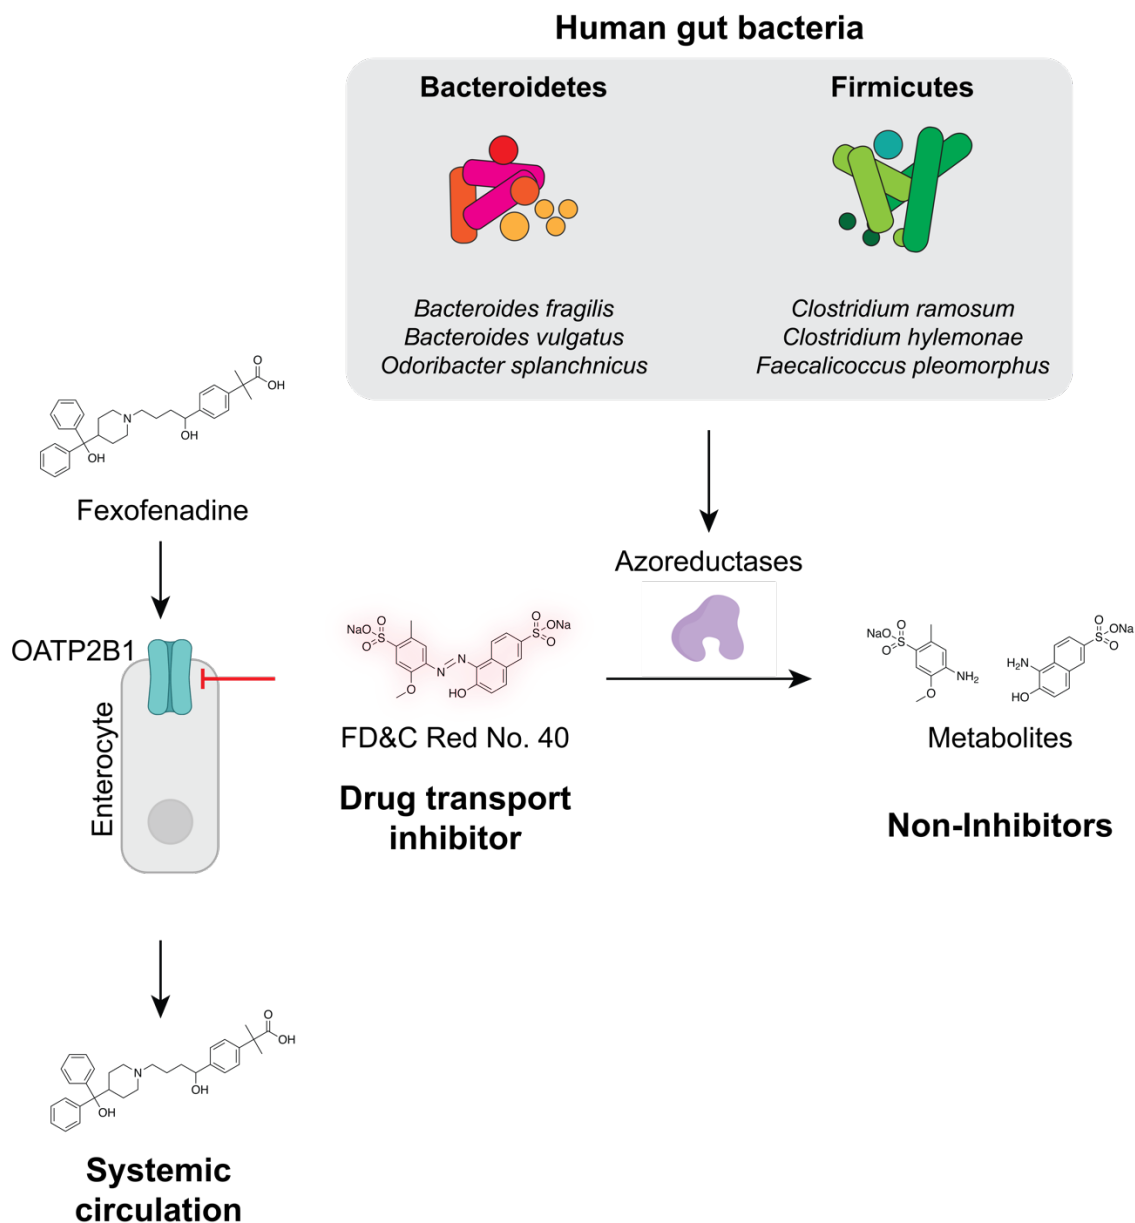 Human gut bacteria
Bacteroidetes
Firmicutes
Bacteroides fragilis
Bacteroides vulgatus
Odoribacter splanchnicus
Clostridium ramosum
Clostridium hylemonae
Faecalicoccus pleomorphus
O
OH
N
OH
OH
Fexofenadine
Azoreductases
OATP2B1
Enterocyte
O
NaO
S
O
N
N
O
HO
O
ONa
S
O
FD&C Red No. 40
Drug transport
inhibitor
O
NaO
S
O
NH2
O
O
ONa
S
O
H2N
HO
Metabolites
Non-Inhibitors
O
OH
N
OH
OH
Systemic
circulation